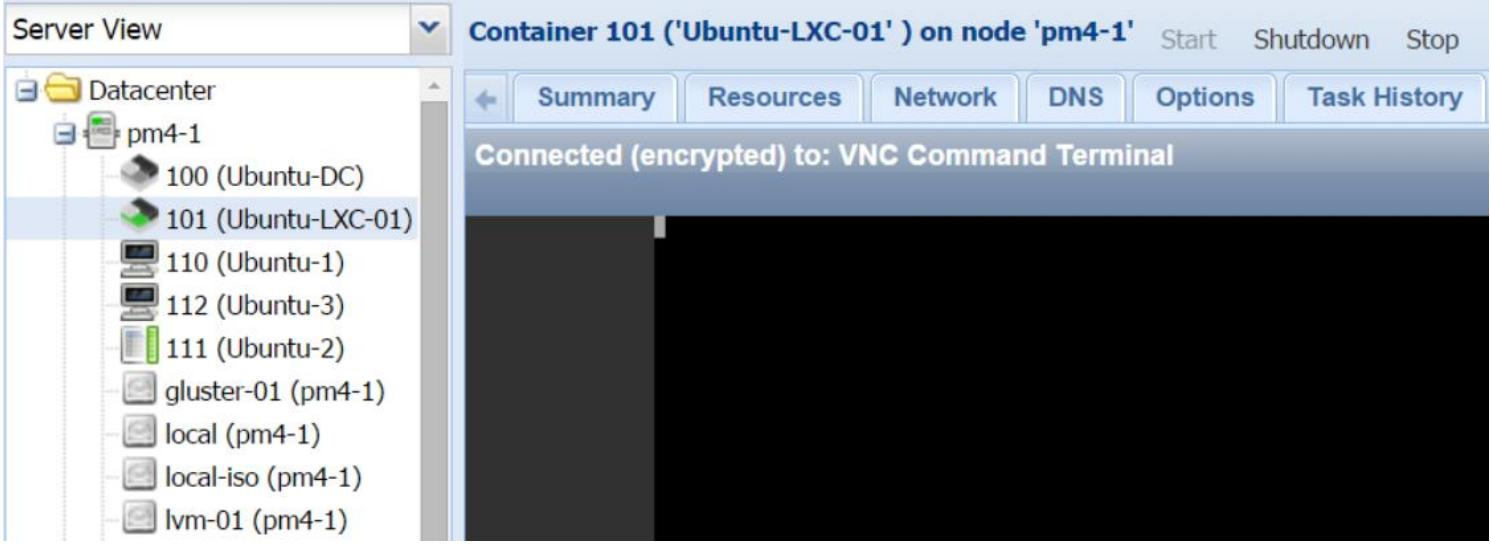 Server View
Container 101 ('Ubuntu-LXC-01' ) on node 'pm4-1' Start Shutdown Stop
Datacenter
pm4-1
100 (Ubuntu-DC)
101 (Ubuntu-LXC-01)
110 (Ubuntu-1)
112 (Ubuntu-3)
111 (Ubuntu-2)
gluster-01 (pm4-1)
local (pm4-1)
local-iso (pm4-1)
lvm-01 (pm4-1)
Summary Resources Network DNS Options Task History
Connected (encrypted) to: VNC Command Terminal